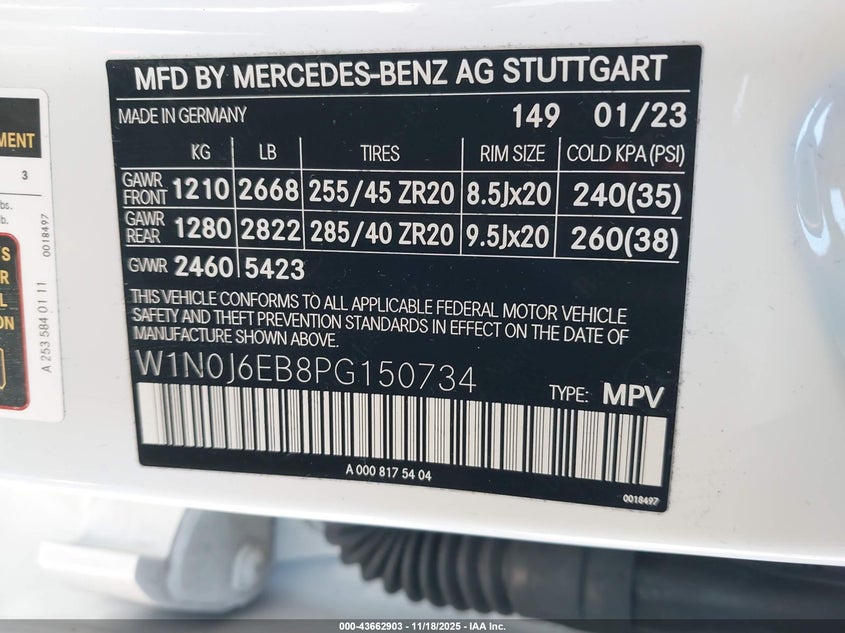 MENT
3
bs.
b.
0018497
S
R
L
ON
A 253 584 01 11
MFD BY MERCEDES-BENZ AG STUTTGART
MADE IN GERMANY 149 01/23
KG LB TIRES RIM SIZE COLD KPA (PSI)
GAWR FRONT 1210 2668 255/45 ZR20 8.5Jx20 240(35)
GAWR REAR 1280 2822 285/40 ZR20 9.5Jx20 260(38)
GVWR 2460 5423
THIS VEHICLE CONFORMS TO ALL APPLICABLE FEDERAL MOTOR VEHICLE
SAFETY AND THEFT PREVENTION STANDARDS IN EFFECT ON THE DATE OF
MANUFACTURE SHOWN ABOVE.
W1N0J6EB8PG150734
TYPE: MPV
A 000 817 54 04
0018497
000-43662903 - 11/18/2025 - IAA Inc.